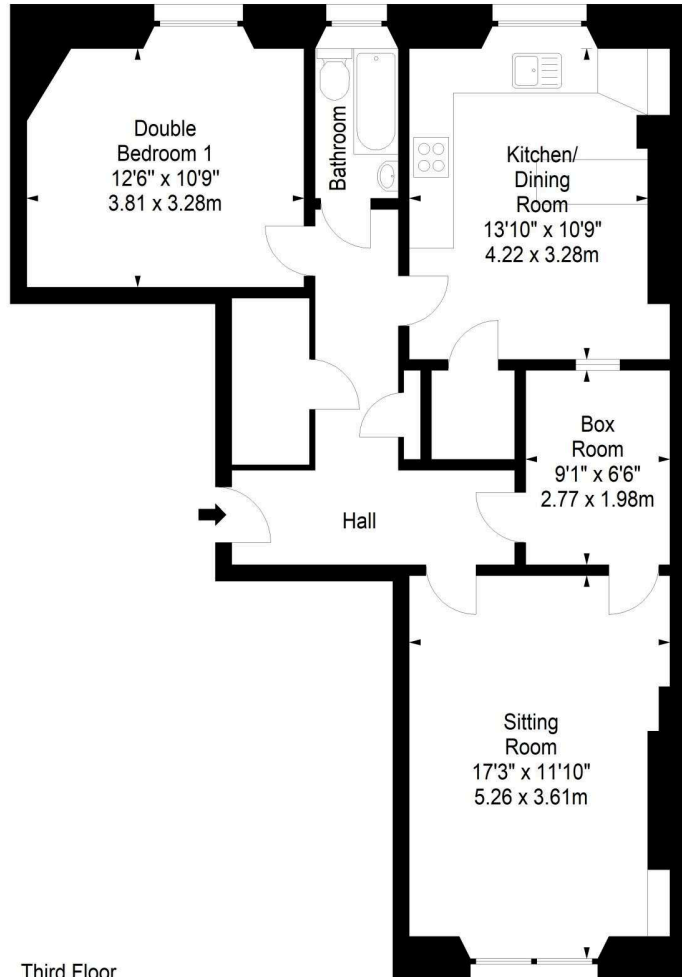 Double
Bedroom 1
12'6" x 10'9"
3.81 x 3.28m
Bathroom
Kitchen/
Dining
Room
13'10" x 10'9"
4.22 x 3.28m
Box
Room
9'1" x 6'6"
2.77 x 1.98m
Hall
Sitting
Room
17'3" x 11'10"
5.26 x 3.61m
Third Floor